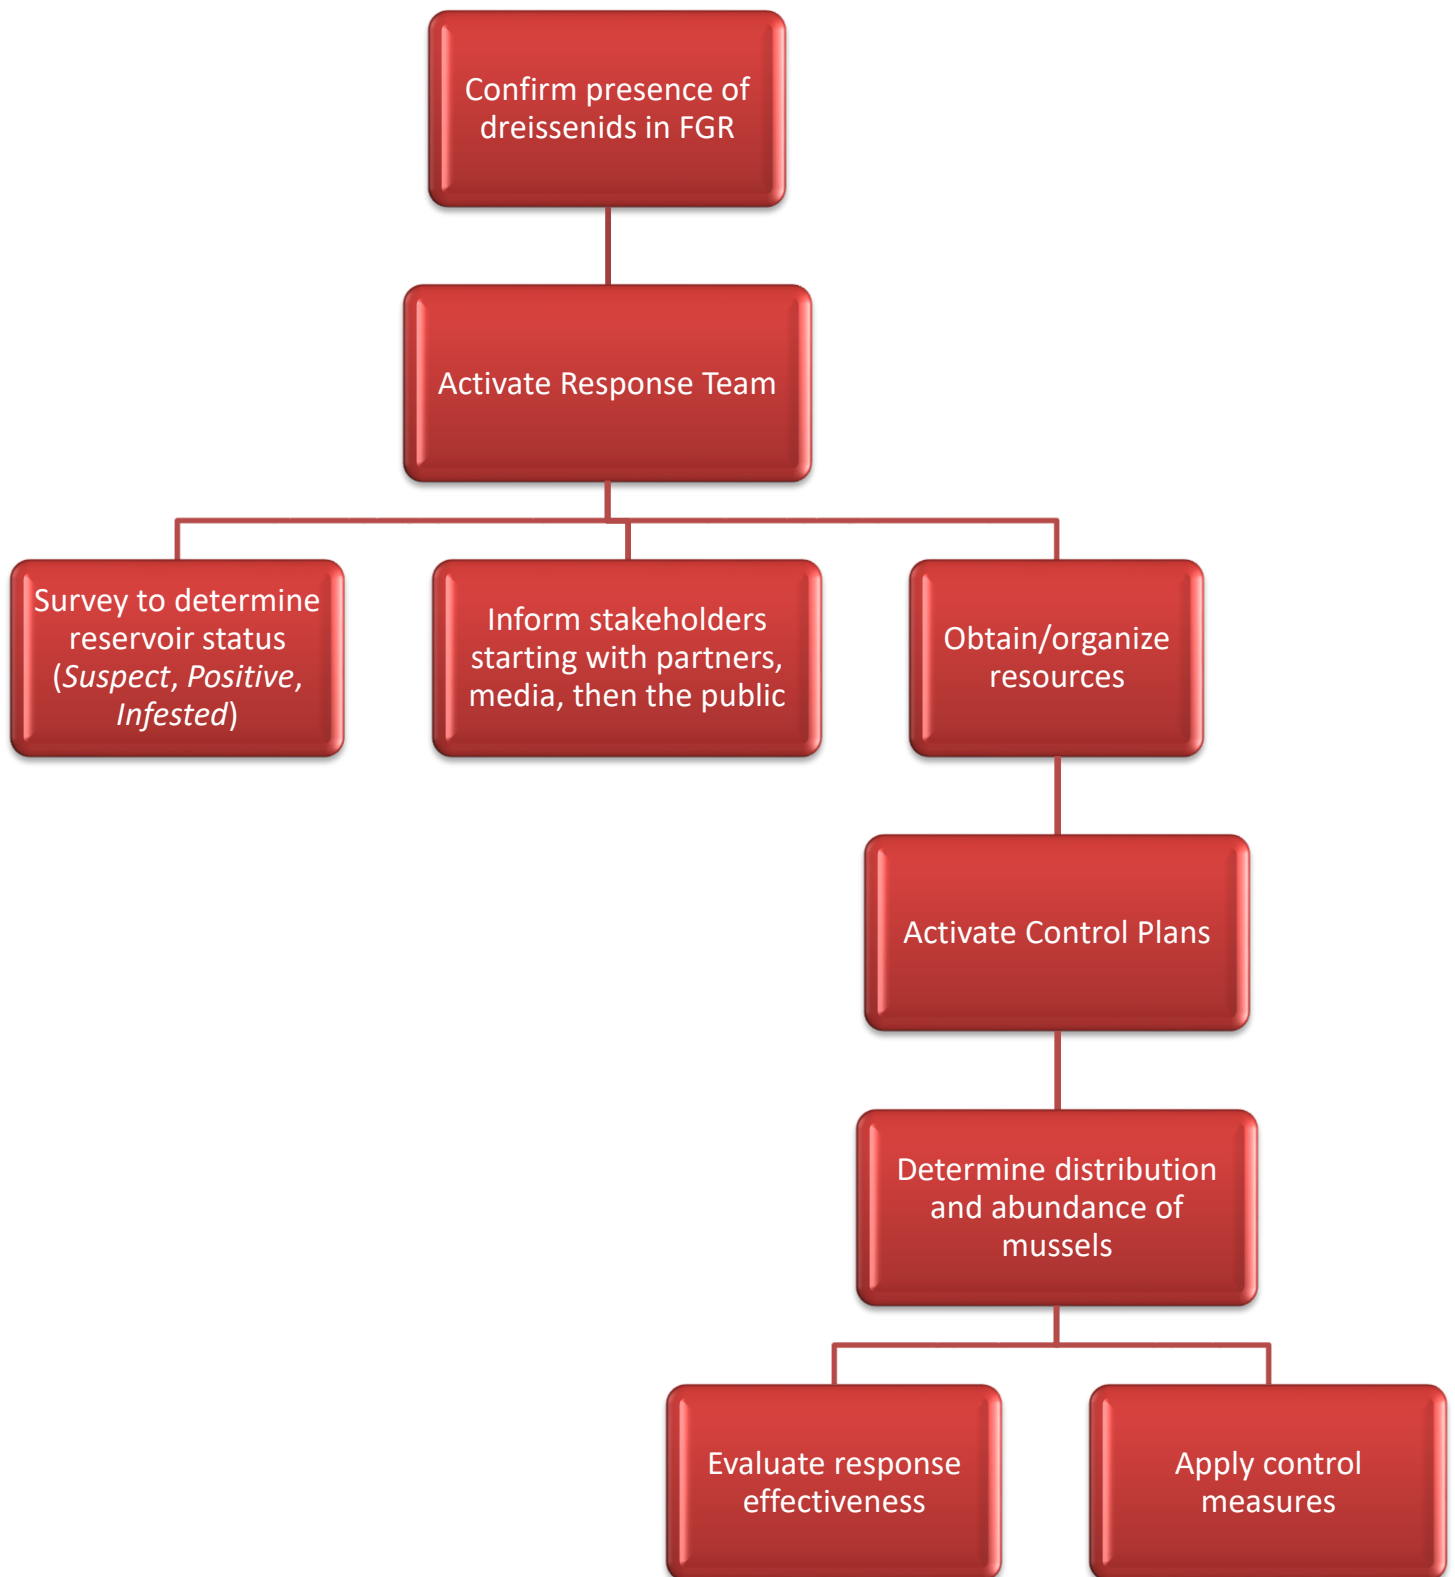 Confirm presence of
dreissenids in FGR
Activate Response Team
Survey to determine
reservoir status
(Suspect, Positive,
Infested)
Inform stakeholders
starting with partners,
media, then the public
Obtain/organize
resources
Activate Control Plans
Determine distribution
and abundance of
mussels
Evaluate response
effectiveness
Apply control
measures